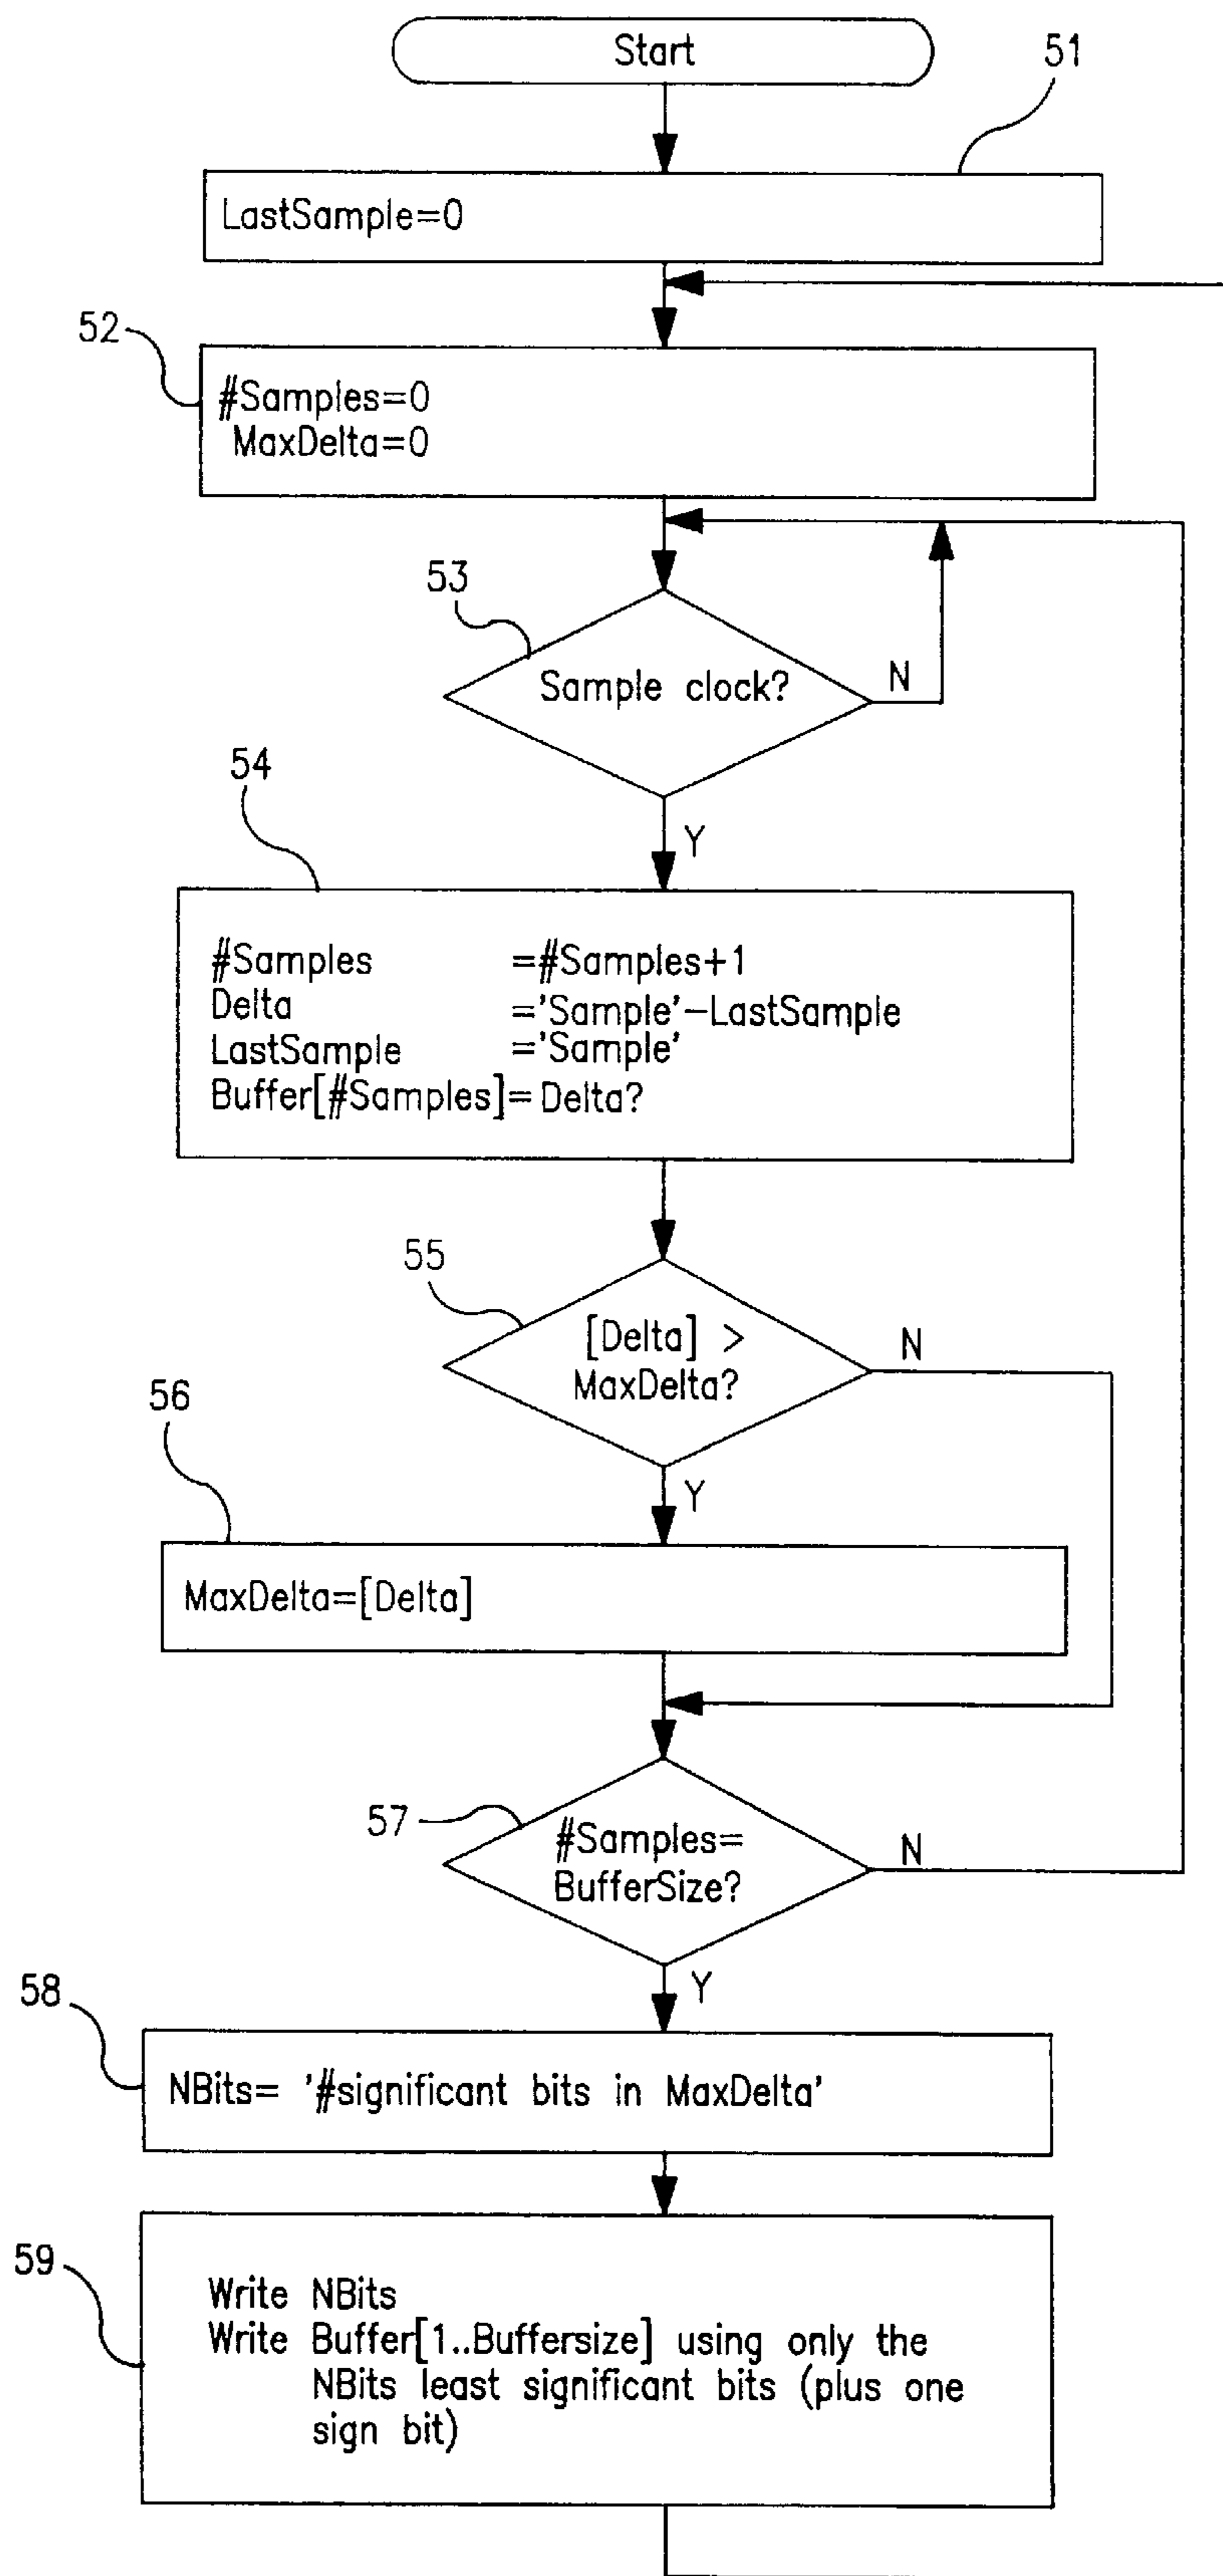 Start
51
LastSample=0
52
#Samples=0
MaxDelta=0
53
Sample clock?
N
Y
54
#Samples =#Samples+1
Delta ='Sample'-LastSample
LastSample ='Sample'
Buffer[#Samples]=Delta?
55
[Delta] >
MaxDelta?
N
Y
56
MaxDelta=[Delta]
57
#Samples=
BufferSize?
N
Y
58
NBits= '#significant bits in MaxDelta'
59
Write NBits
Write Buffer[1..Buffersize] using only the
NBits least significant bits (plus one
sign bit)